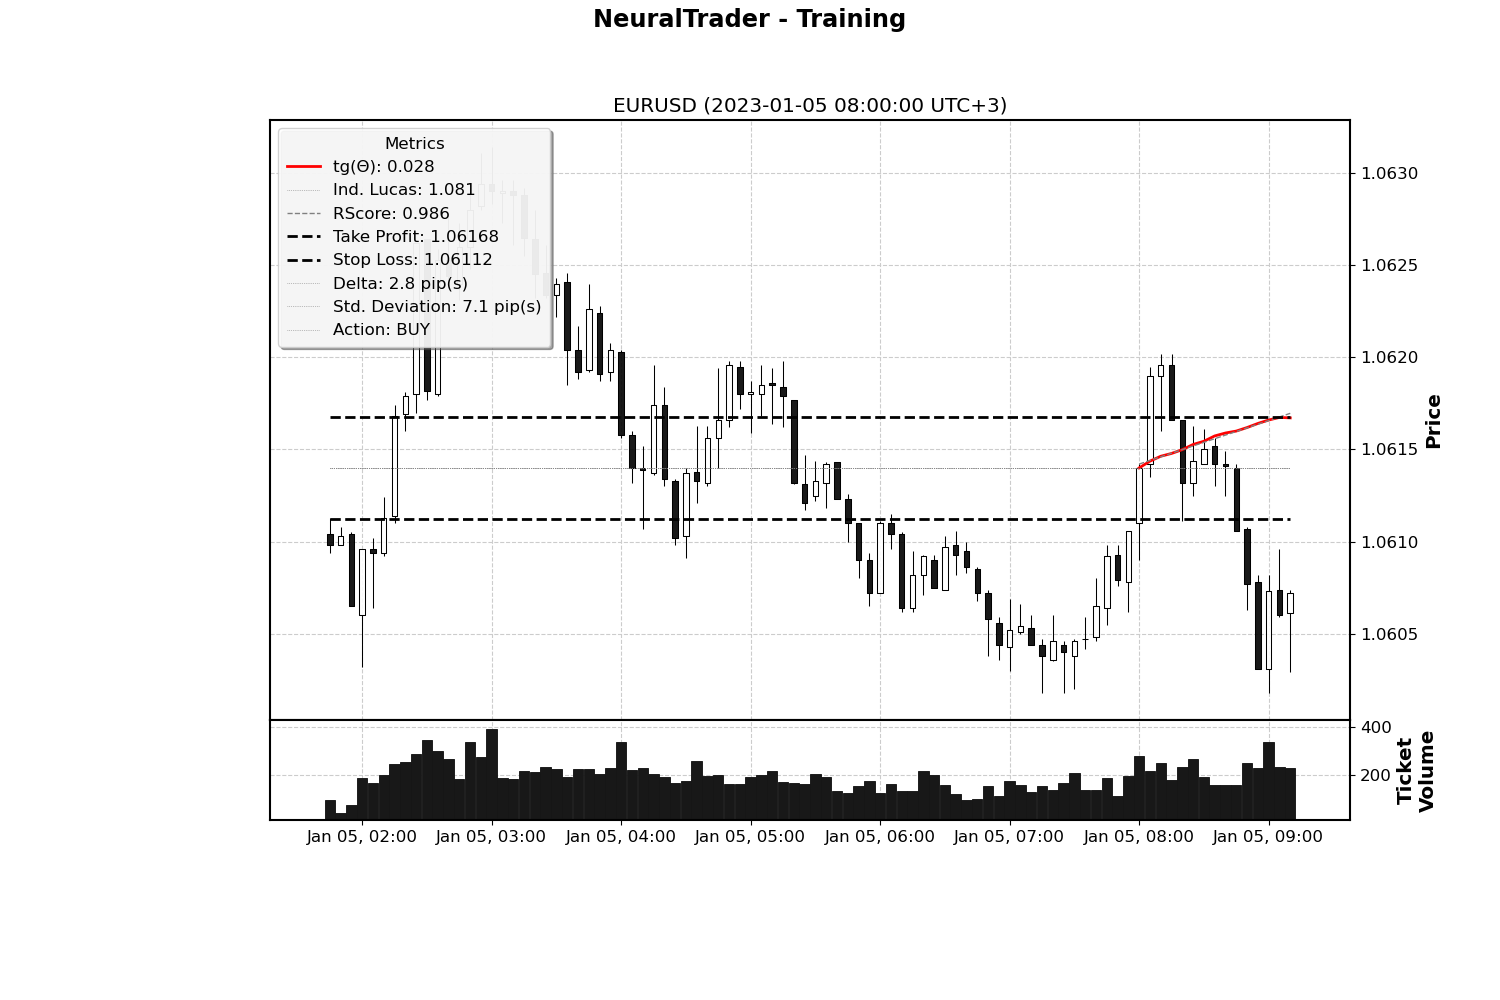 NeuralTrader - Training
EURUSD (2023-01-05 08:00:00 UTC+3)
Metrics
tg(Θ): 0.028
Ind. Lucas: 1.081
RScore: 0.986
Take Profit: 1.06168
Stop Loss: 1.06112
Delta: 2.8 pip(s)
Std. Deviation: 7.1 pip(s)
Action: BUY
1.0630
1.0625
1.0620
1.0615
1.0610
1.0605
Price
400
200
Ticket
Volume
Jan 05, 02:00
Jan 05, 03:00
Jan 05, 04:00
Jan 05, 05:00
Jan 05, 06:00
Jan 05, 07:00
Jan 05, 08:00
Jan 05, 09:00